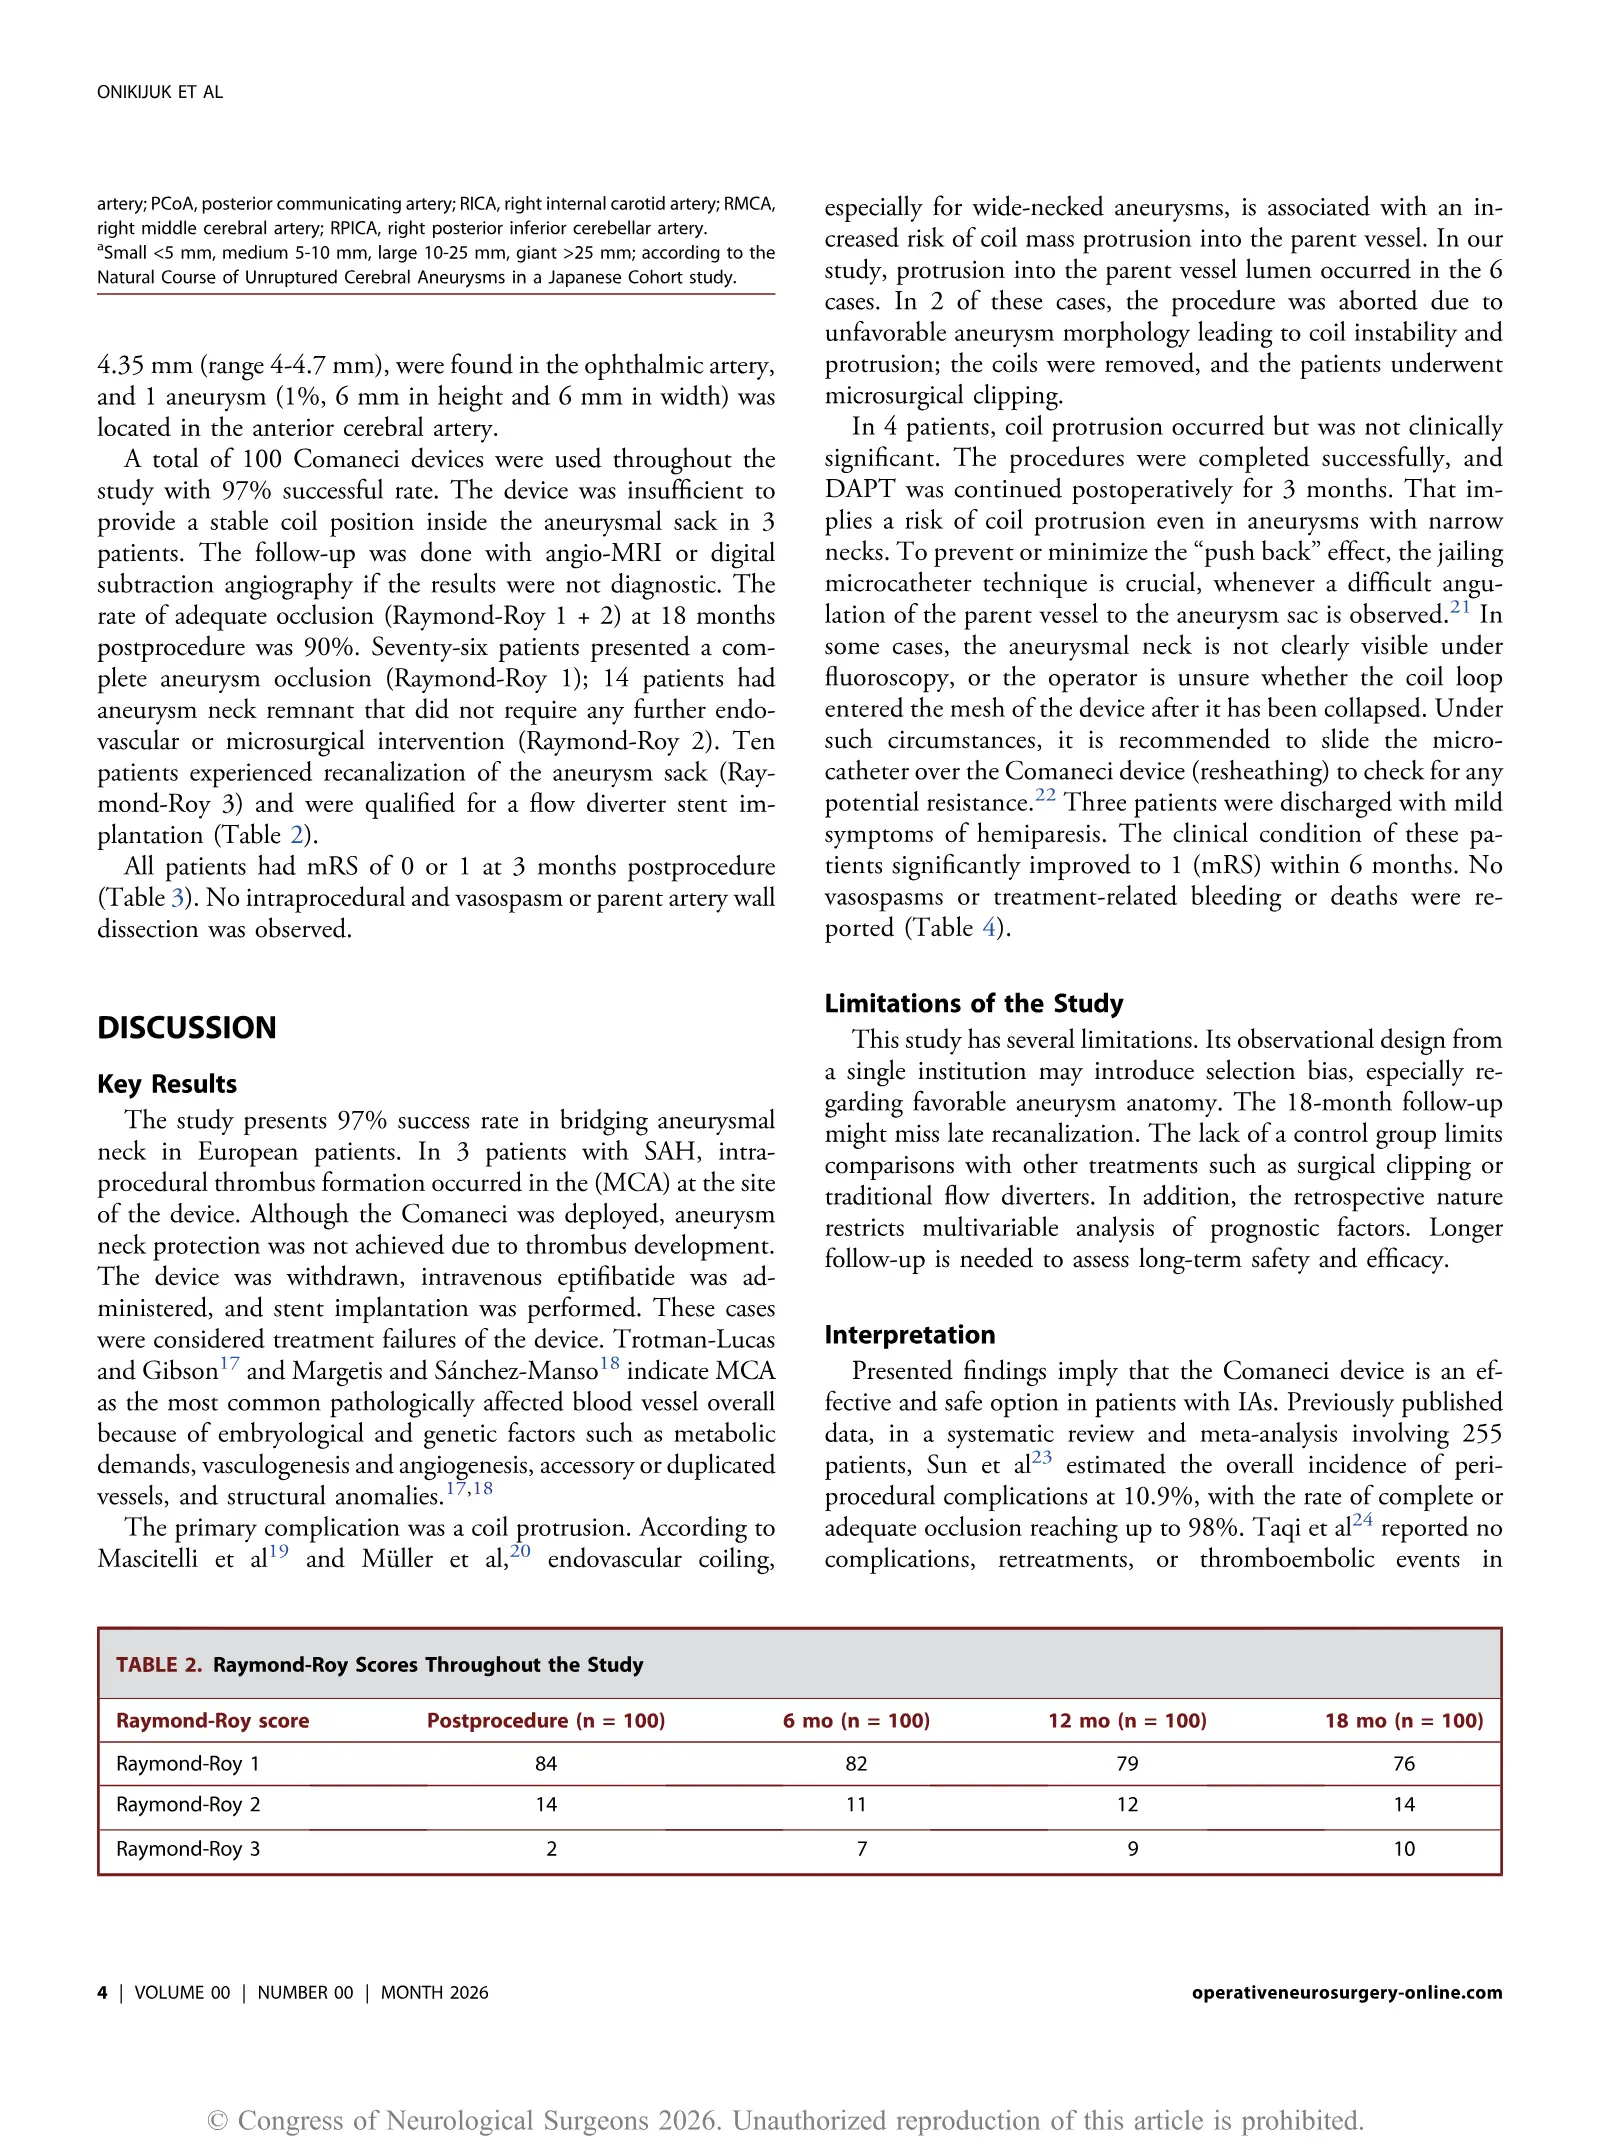 ONIKIJUK ET AL
artery; PCoA, posterior communicating artery; RICA, right internal carotid artery; RMCA,
right middle cerebral artery; RPICA, right posterior inferior cerebellar artery.
aSmall <5 mm, medium 5-10 mm, large 10-25 mm, giant >25 mm; according to the
Natural Course of Unruptured Cerebral Aneurysms in a Japanese Cohort study.
4.35 mm (range 4-4.7 mm), were found in the ophthalmic artery,
and 1 aneurysm (1%, 6 mm in height and 6 mm in width) was
located in the anterior cerebral artery.
A total of 100 Comaneci devices were used throughout the
study with 97% successful rate. The device was insufficient to
provide a stable coil position inside the aneurysmal sack in 3
patients. The follow-up was done with angio-MRI or digital
subtraction angiography if the results were not diagnostic. The
rate of adequate occlusion (Raymond-Roy 1 + 2) at 18 months
postprocedure was 90%. Seventy-six patients presented a com-
plete aneurysm occlusion (Raymond-Roy 1); 14 patients had
aneurysm neck remnant that did not require any further endo-
vascular or microsurgical intervention (Raymond-Roy 2). Ten
patients experienced recanalization of the aneurysm sack (Ray-
mond-Roy 3) and were qualified for a flow diverter stent im-
plantation (Table 2).
All patients had mRS of 0 or 1 at 3 months postprocedure
(Table 3). No intraprocedural and vasospasm or parent artery wall
dissection was observed.
DISCUSSION
Key Results
The study presents 97% success rate in bridging aneurysmal
neck in European patients. In 3 patients with SAH, intra-
procedural thrombus formation occurred in the (MCA) at the site
of the device. Although the Comaneci was deployed, aneurysm
neck protection was not achieved due to thrombus development.
The device was withdrawn, intravenous eptifibatide was ad-
ministered, and stent implantation was performed. These cases
were considered treatment failures of the device. Trotman-Lucas
and Gibson17 and Margetis and Sánchez-Manso18 indicate MCA
as the most common pathologically affected blood vessel overall
because of embryological and genetic factors such as metabolic
demands, vasculogenesis and angiogenesis, accessory or duplicated
vessels, and structural anomalies.17,18
The primary complication was a coil protrusion. According to
Mascitelli et al19 and Müller et al,20 endovascular coiling,
especially for wide-necked aneurysms, is associated with an in-
creased risk of coil mass protrusion into the parent vessel. In our
study, protrusion into the parent vessel lumen occurred in the 6
cases. In 2 of these cases, the procedure was aborted due to
unfavorable aneurysm morphology leading to coil instability and
protrusion; the coils were removed, and the patients underwent
microsurgical clipping.
In 4 patients, coil protrusion occurred but was not clinically
significant. The procedures were completed successfully, and
DAPT was continued postoperatively for 3 months. That im-
plies a risk of coil protrusion even in aneurysms with narrow
necks. To prevent or minimize the “push back” effect, the jailing
microcatheter technique is crucial, whenever a difficult angu-
lation of the parent vessel to the aneurysm sac is observed.21 In
some cases, the aneurysmal neck is not clearly visible under
fluoroscopy, or the operator is unsure whether the coil loop
entered the mesh of the device after it has been collapsed. Under
such circumstances, it is recommended to slide the micro-
catheter over the Comaneci device (resheathing) to check for any
potential resistance.22 Three patients were discharged with mild
symptoms of hemiparesis. The clinical condition of these pa-
tients significantly improved to 1 (mRS) within 6 months. No
vasospasms or treatment-related bleeding or deaths were re-
ported (Table 4).
Limitations of the Study
This study has several limitations. Its observational design from
a single institution may introduce selection bias, especially re-
garding favorable aneurysm anatomy. The 18-month follow-up
might miss late recanalization. The lack of a control group limits
comparisons with other treatments such as surgical clipping or
traditional flow diverters. In addition, the retrospective nature
restricts multivariable analysis of prognostic factors. Longer
follow-up is needed to assess long-term safety and efficacy.
Interpretation
Presented findings imply that the Comaneci device is an ef-
fective and safe option in patients with IAs. Previously published
data, in a systematic review and meta-analysis involving 255
patients, Sun et al23 estimated the overall incidence of peri-
procedural complications at 10.9%, with the rate of complete or
adequate occlusion reaching up to 98%. Taqi et al24 reported no
complications, retreatments, or thromboembolic events in
TABLE 2. Raymond-Roy Scores Throughout the Study
Raymond-Roy score Postprocedure (n = 100) 6 mo (n = 100) 12 mo (n = 100) 18 mo (n = 100)
Raymond-Roy 1 84 82 79 76
Raymond-Roy 2 14 11 12 14
Raymond-Roy 3 2 7 9 10
4 | VOLUME 00 | NUMBER 00 | MONTH 2026 operativeneurosurgery-online.com
© Congress of Neurological Surgeons 2026. Unauthorized reproduction of this article is prohibited.